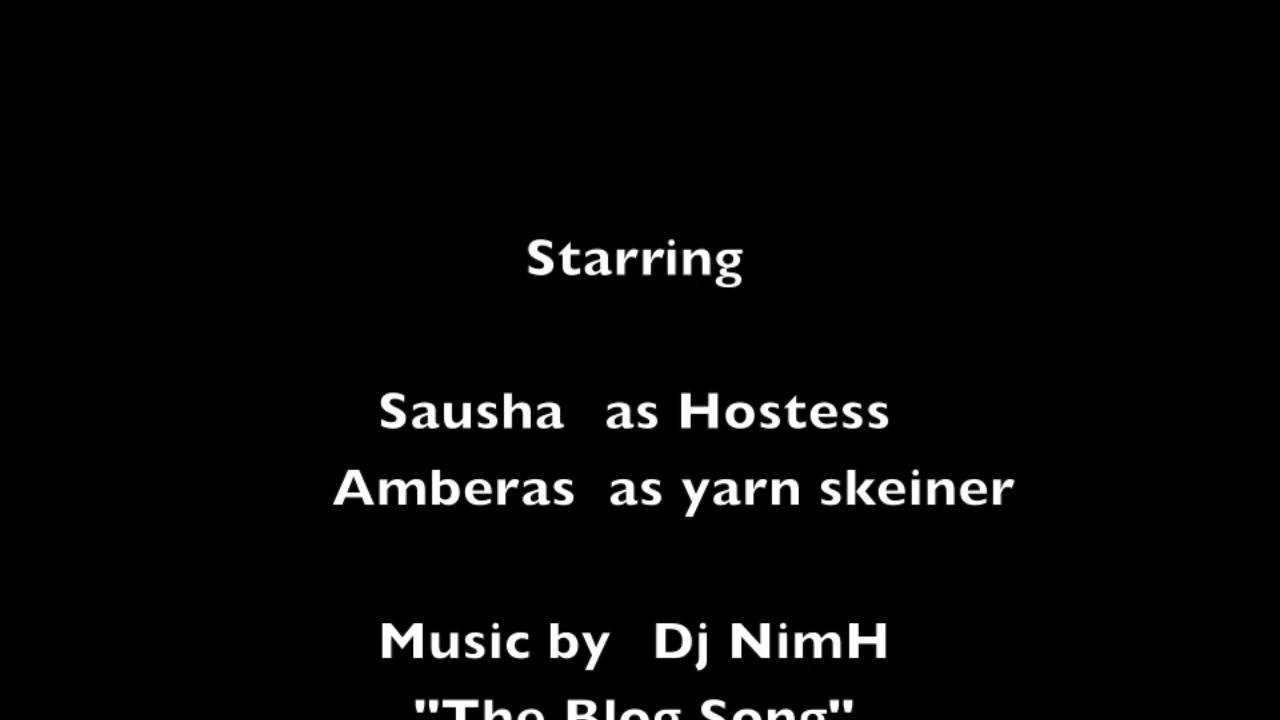 Starring
Sausha as Hostess
Amberas as yarn skeiner
Music by Dj NimH
"The Blog Song"